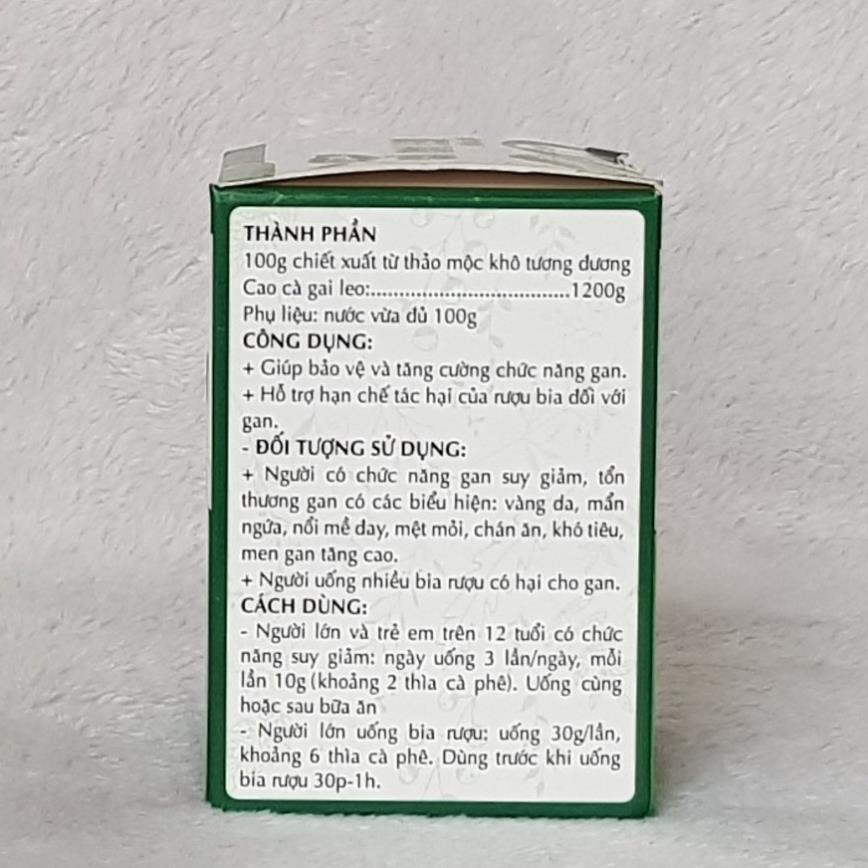 THÀNH PHẦN
100g chiết xuất từ thảo mộc khô tương dương
Cao cà gai leo:....................................1200g
Phụ liệu: nước vừa đủ 100g
CÔNG DỤNG:
+ Giúp bảo vệ và tăng cường chức năng gan.
+ Hỗ trợ hạn chế tác hại của rượu bia đối với
gan.
- ĐỐI TƯỢNG SỬ DỤNG:
+ Người có chức năng gan suy giảm, tổn
thương gan có các biểu hiện: vàng da, mẩn
ngứa, nổi mề day, mệt mỏi, chán ăn, khó tiêu,
men gan tăng cao.
+ Người uống nhiều bia rượu có hại cho gan.
CÁCH DÙNG:
- Người lớn và trẻ em trên 12 tuổi có chức
năng suy giảm: ngày uống 3 lần/ngày, mỗi
lần 10g (khoảng 2 thìa cà phê). Uống cùng
hoặc sau bữa ăn
- Người lớn uống bia rượu: uống 30g/lần,
khoảng 6 thìa cà phê. Dùng trước khi uống
bia rượu 30p-1h.